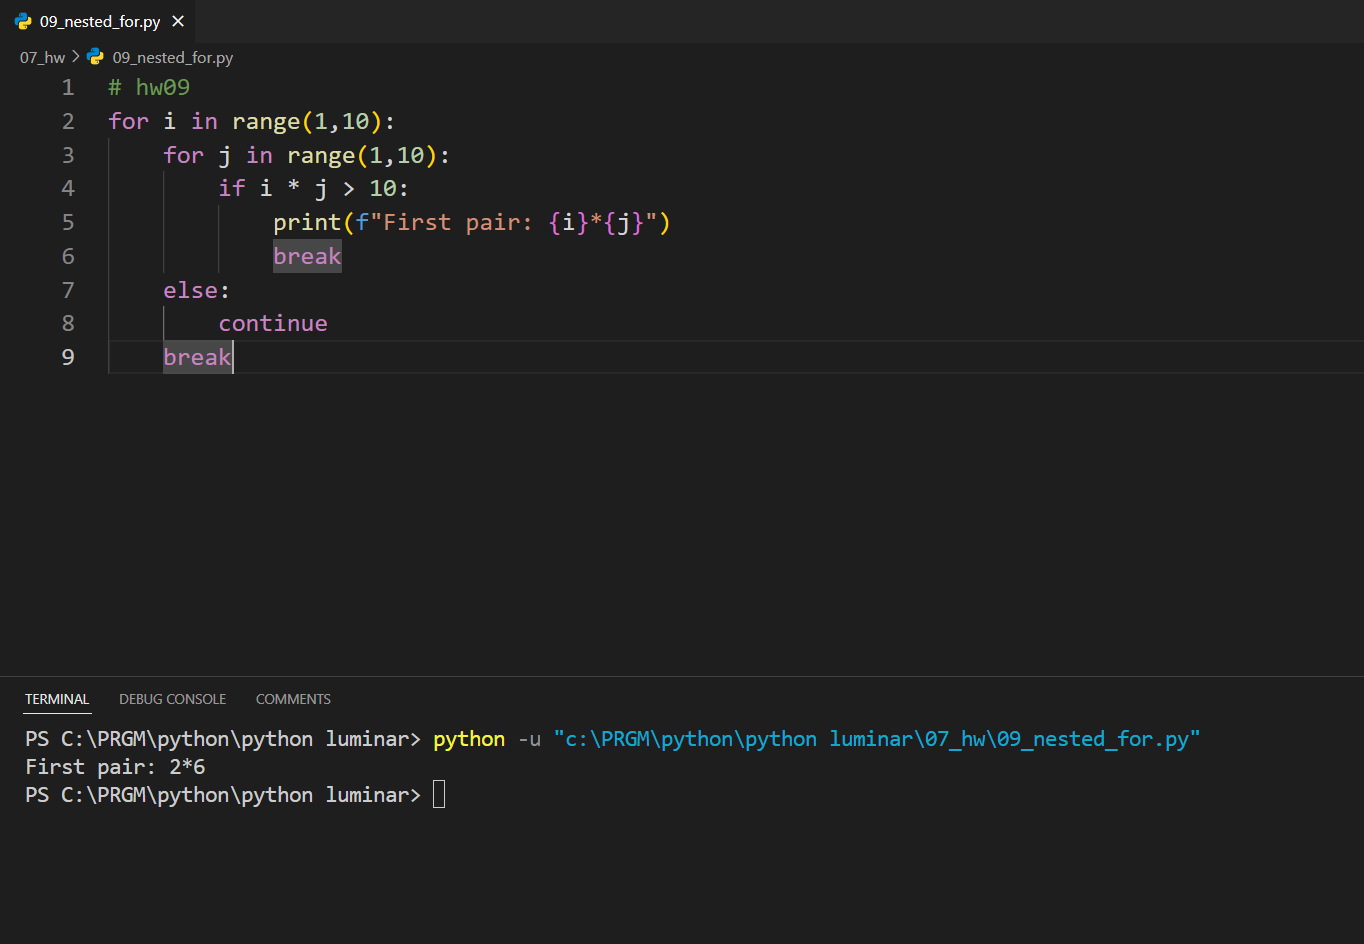 09_nested_for.py
07_hw > 09_nested_for.py
1 # hw09
2 for i in range(1,10):
3     for j in range(1,10):
4         if i * j > 10:
5             print(f"First pair: {i}*{j}")
6             break
7     else:
8         continue
9     break
TERMINAL DEBUG CONSOLE COMMENTS
PS C:\PRGM\python\python luminar> python -u "c:\PRGM\python\python luminar\07_hw\09_nested_for.py"
First pair: 2*6
PS C:\PRGM\python\python luminar>